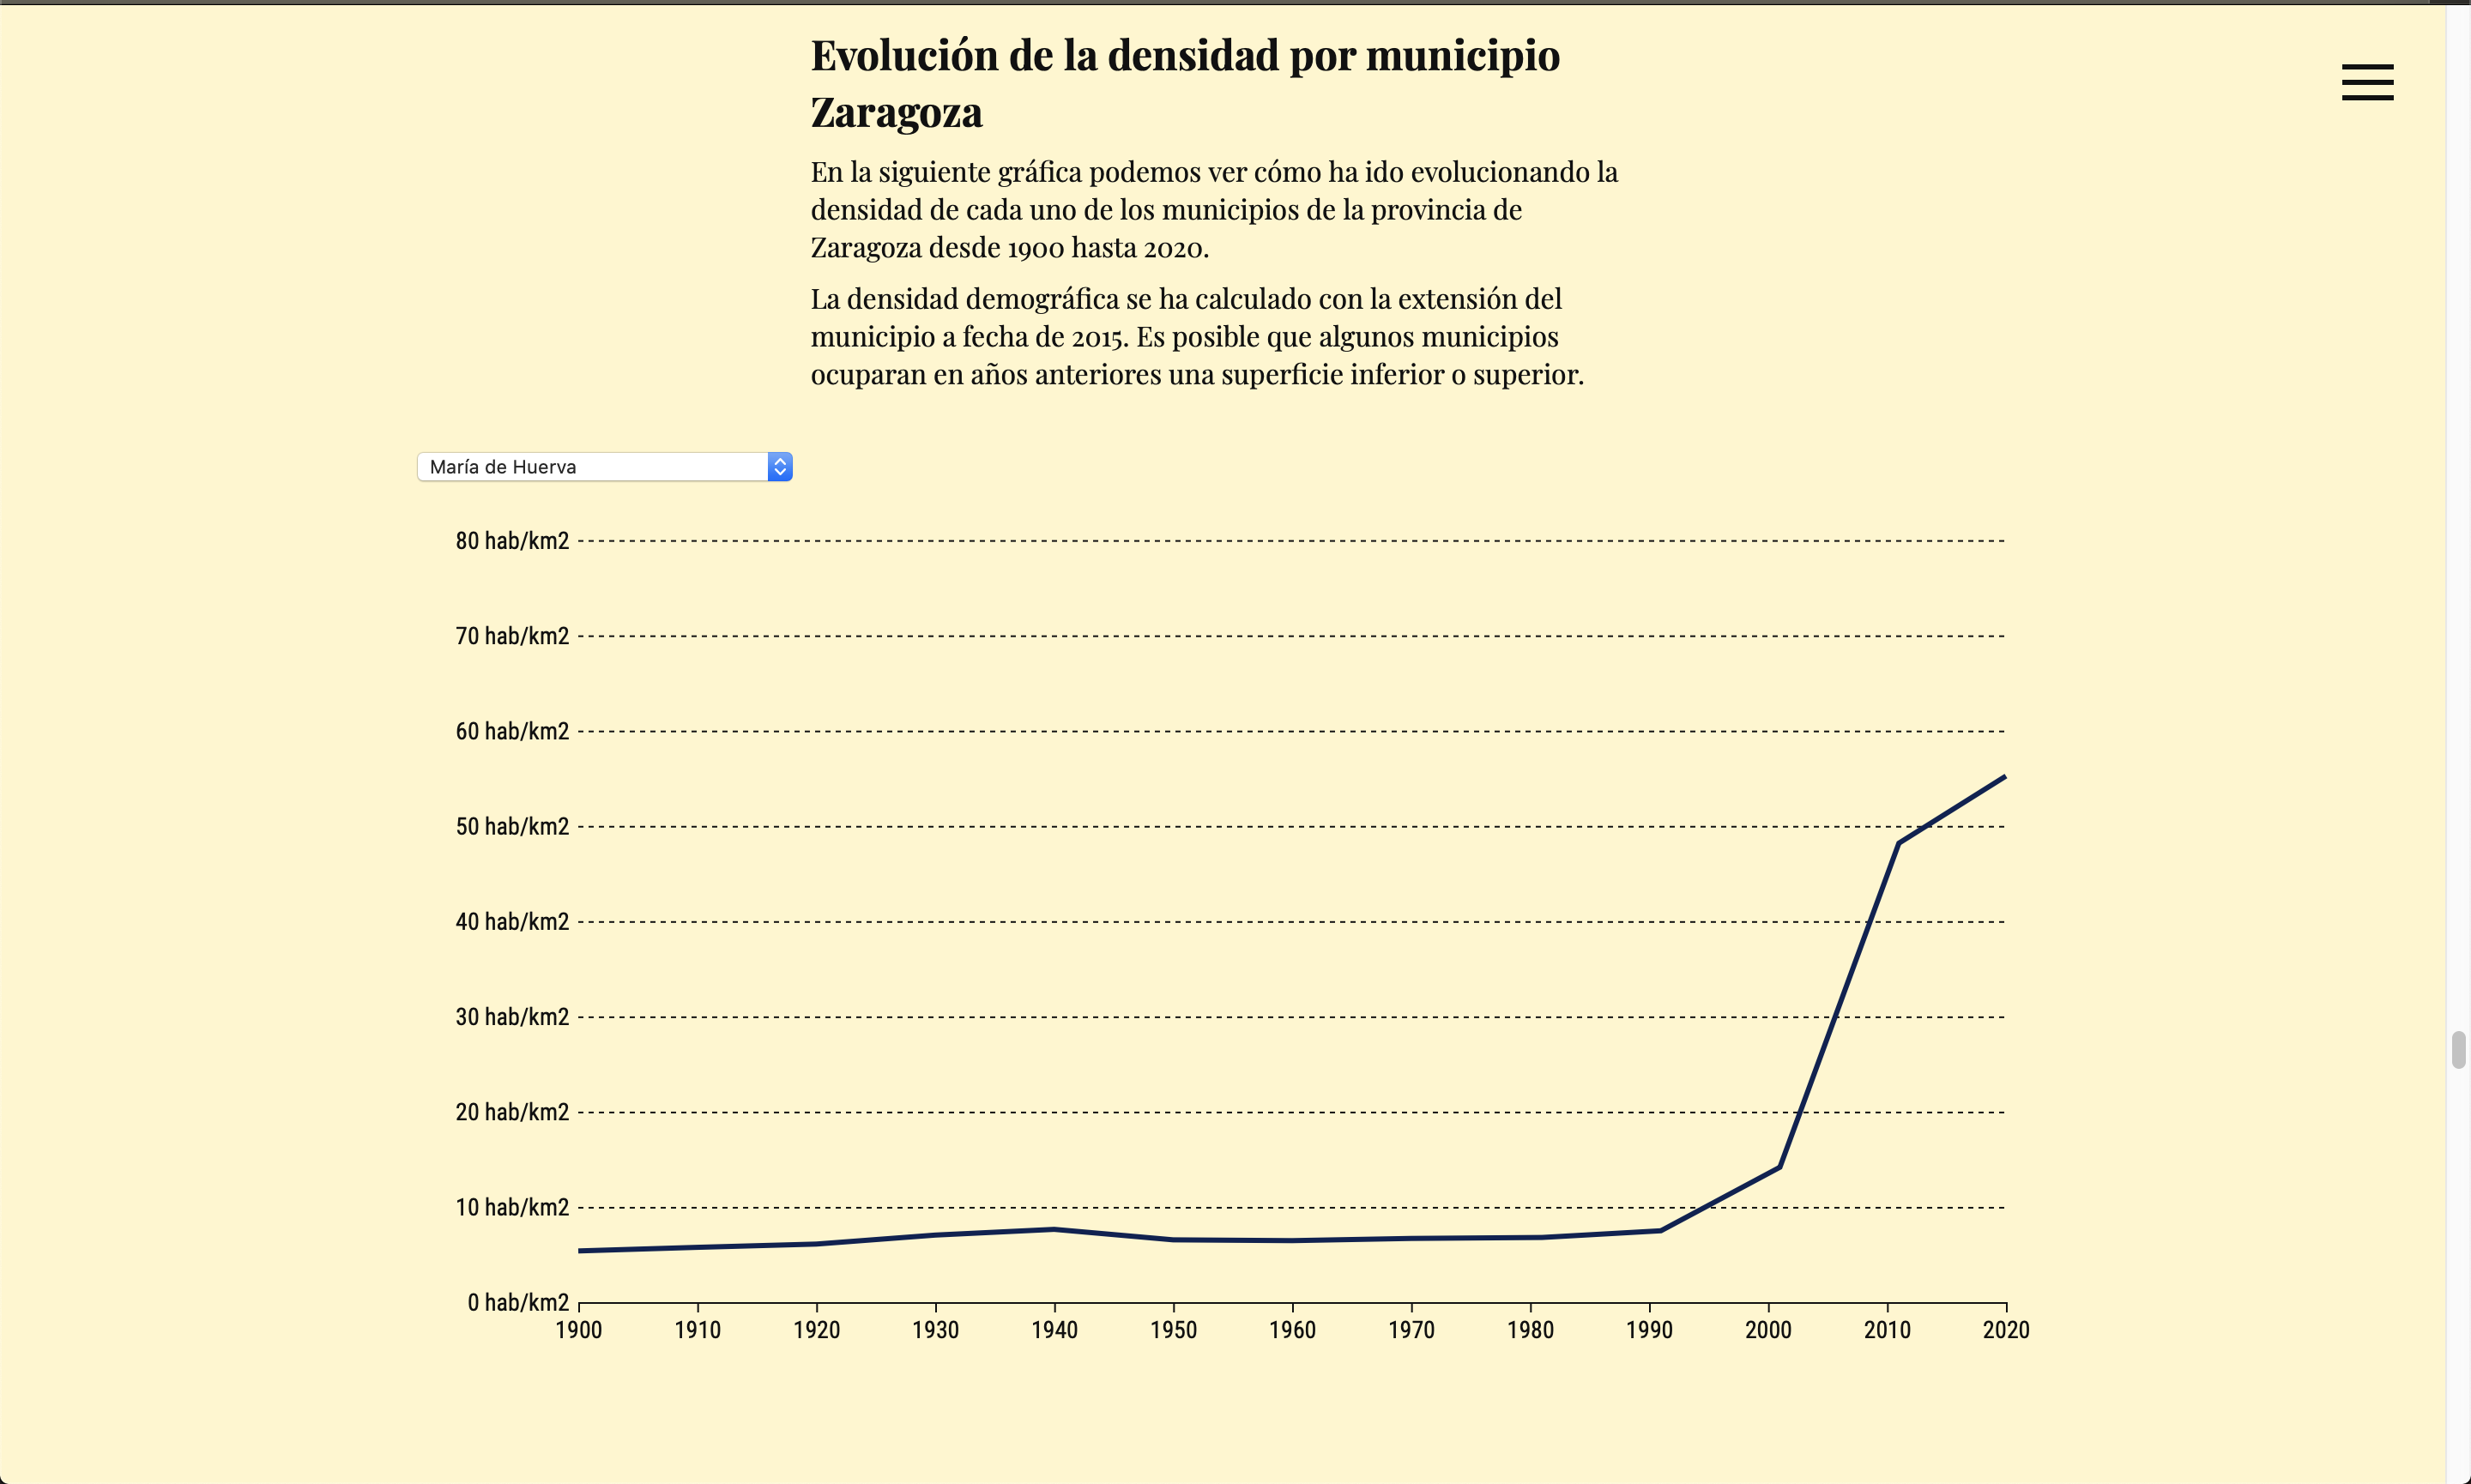 Evolución de la densidad por municipio
Zaragoza
En la siguiente gráfica podemos ver cómo ha ido evolucionando la
densidad de cada uno de los municipios de la provincia de
Zaragoza desde 1900 hasta 2020.
La densidad demográfica se ha calculado con la extensión del
municipio a fecha de 2015. Es posible que algunos municipios
ocuparan en años anteriores una superficie inferior o superior.
María de Huerva
80 hab/km2
70 hab/km2
60 hab/km2
50 hab/km2
40 hab/km2
30 hab/km2
20 hab/km2
10 hab/km2
0 hab/km2
1900 1910 1920 1930 1940 1950 1960 1970 1980 1990 2000 2010 2020